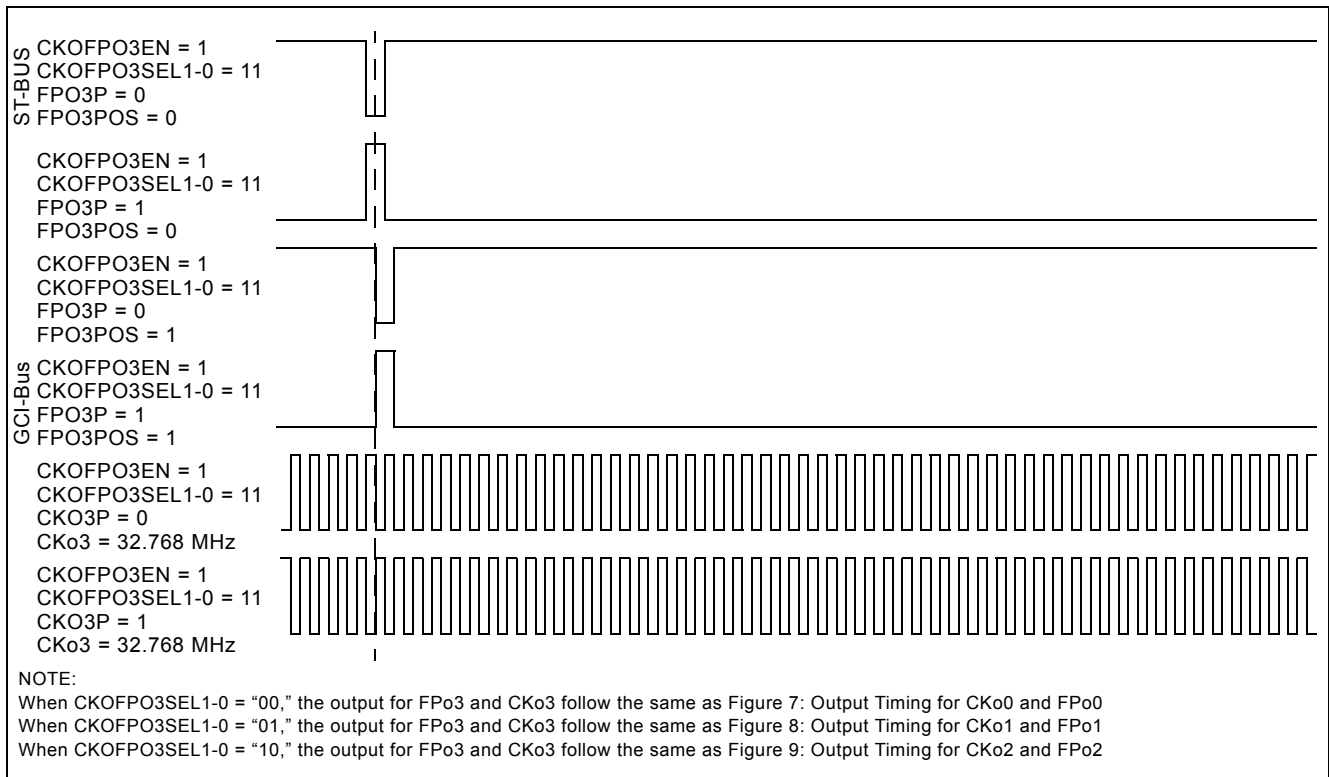 ST-BUS
CKOFPO3EN = 1
CKOFPO3SEL1-0 = 11
FPO3P = 0
FPO3POS = 0
CKOFPO3EN = 1
CKOFPO3SEL1-0 = 11
FPO3P = 1
FPO3POS = 0
CKOFPO3EN = 1
CKOFPO3SEL1-0 = 11
FPO3P = 0
FPO3POS = 1
GCI-Bus
CKOFPO3EN = 1
CKOFPO3SEL1-0 = 11
FPO3P = 1
FPO3POS = 1
CKOFPO3EN = 1
CKOFPO3SEL1-0 = 11
CKO3P = 0
CKo3 = 32.768 MHz
CKOFPO3EN = 1
CKOFPO3SEL1-0 = 11
CKO3P = 1
CKo3 = 32.768 MHz
NOTE:
When CKOFPO3SEL1-0 = “00,” the output for FPo3 and CKo3 follow the same as Figure 7: Output Timing for CKo0 and FPo0
When CKOFPO3SEL1-0 = “01,” the output for FPo3 and CKo3 follow the same as Figure 8: Output Timing for CKo1 and FPo1
When CKOFPO3SEL1-0 = “10,” the output for FPo3 and CKo3 follow the same as Figure 9: Output Timing for CKo2 and FPo2